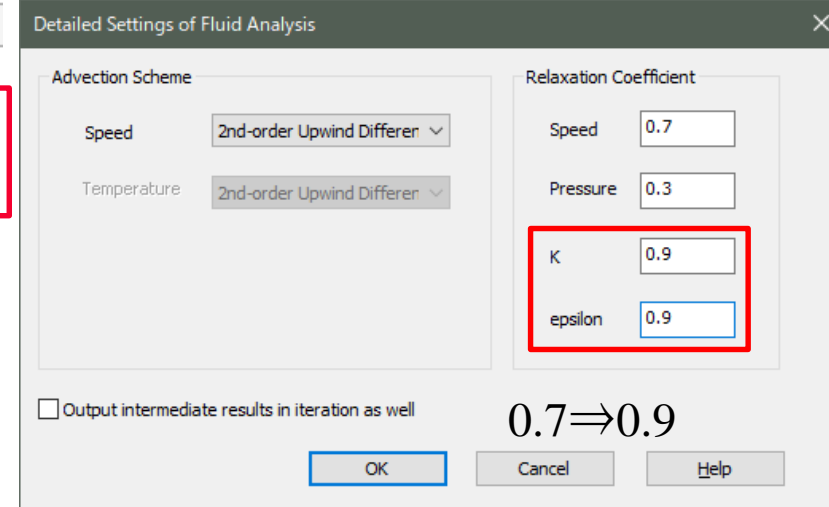 Detailed Settings of Fluid Analysis
Advection Scheme
Speed 2nd-order Upwind Differen
Temperature 2nd-order Upwind Differen
Relaxation Coefficient
Speed 0.7
Pressure 0.3
K 0.9
epsilon 0.9
Output intermediate results in iteration as well
0.7⇒0.9
OK Cancel Help